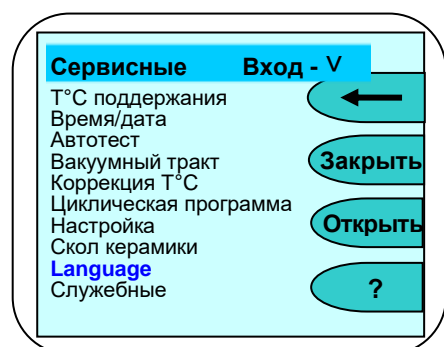 Сервисные Вход - V
T°C поддержания
Время/дата
Автотест
Вакуумный тракт
Коррекция T°C
Циклическая программа
Настройка
Скол керамики
Language
Служебные
Закрыть
Открыть
?